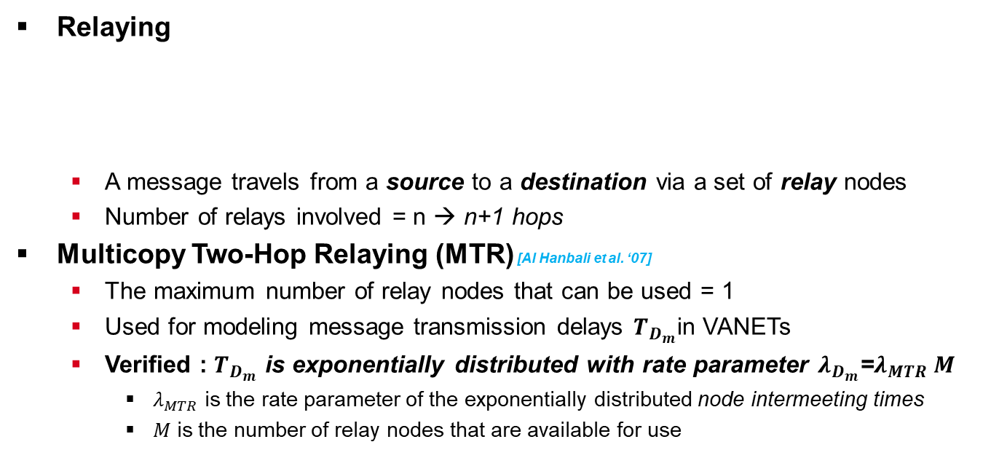 ▪ Relaying
▪ A message travels from a source to a destination via a set of relay nodes
▪ Number of relays involved = n → n+1 hops
▪ Multicopy Two-Hop Relaying (MTR) [Al Hanbali et al. ‘07]
▪ The maximum number of relay nodes that can be used = 1
▪ Used for modeling message transmission delays T_{D_m} in VANETs
▪ Verified : T_{D_m} is exponentially distributed with rate parameter λ_{D_m}=λ_{MTR} M
▪ λ_{MTR} is the rate parameter of the exponentially distributed node intermeeting times
▪ M is the number of relay nodes that are available for use